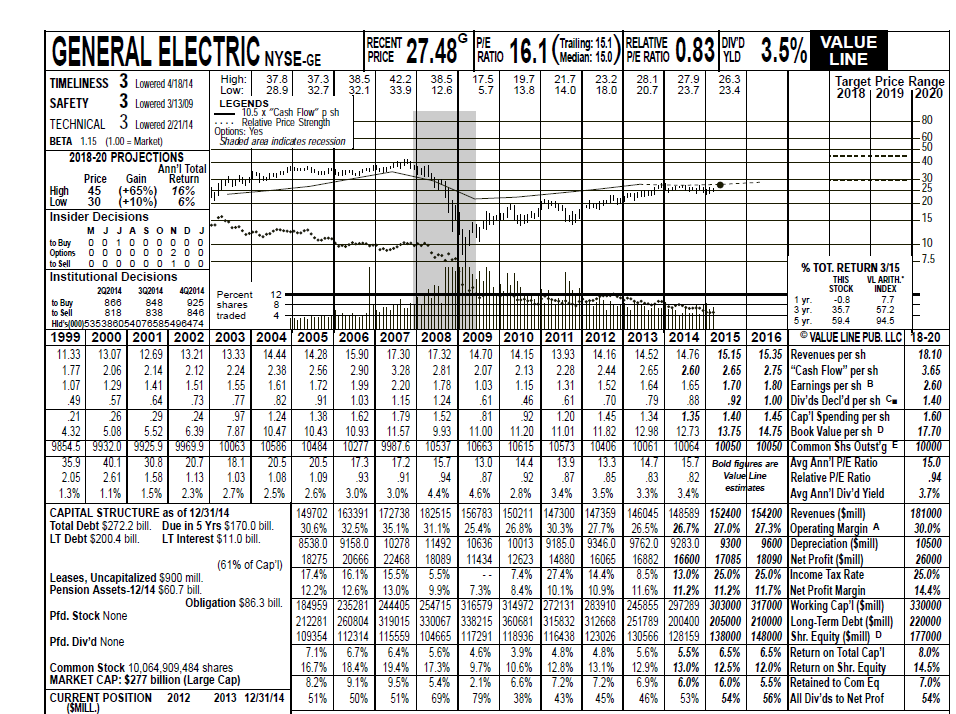 GENERAL ELECTRIC NYSE-GE RECENT PRICE 27.48 G P/E RATIO 16.1 (Trailing: 15.1 Median: 15.0) RELATIVE P/E RATIO 0.83 DIV'D YLD 3.5% VALUE LINE
TIMELINESS 3 Lowered 4/18/14
SAFETY 3 Lowered 3/13/09
TECHNICAL 3 Lowered 2/21/14
BETA 1.15 (1.00 = Market)
High: 37.8 37.3 38.5 42.2 38.5 17.5 19.7 21.7 23.2 28.1 27.9 26.3
Low: 28.9 32.7 32.1 33.9 12.6 5.7 13.8 14.0 18.0 20.7 23.7 23.4
Target Price Range
2018 2019 2020
LEGENDS
10.5 x "Cash Flow" p sh
. . . . Relative Price Strength
Options: Yes
Shaded area indicates recession
80
60
50
40
30
25
20
15
10
7.5
2018-20 PROJECTIONS
Ann'l Total
Price Gain Return
High 45 (+65%) 16%
Low 30 (+10%) 6%
Insider Decisions
M J J A S O N D J
to Buy 0 0 1 0 0 0 0 0 0
Options 0 0 0 0 0 0 2 0 0
to Sell 0 0 0 0 0 0 1 0 0
Institutional Decisions
2Q2014 3Q2014 4Q2014
to Buy 866 848 925
to Sell 818 838 846
Hld's(000)535386054076585496474
Percent 12
shares 8
traded 4
% TOT. RETURN 3/15
THIS VL ARITH.*
STOCK INDEX
1 yr. -0.8 7.7
3 yr. 35.7 57.2
5 yr. 59.4 94.5
1999 2000 2001 2002 2003 2004 2005 2006 2007 2008 2009 2010 2011 2012 2013 2014 2015 2016 © VALUE LINE PUB. LLC 18-20
11.33 13.07 12.69 13.21 13.33 14.44 14.28 15.90 17.30 17.32 14.70 14.15 13.93 14.16 14.52 14.76 15.15 15.35 Revenues per sh 18.10
1.77 2.06 2.14 2.12 2.24 2.38 2.56 2.90 3.28 2.81 2.07 2.13 2.28 2.44 2.65 2.60 2.65 2.75 "Cash Flow" per sh 3.65
1.07 1.29 1.41 1.51 1.55 1.61 1.72 1.99 2.20 1.78 1.03 1.15 1.31 1.52 1.64 1.65 1.70 1.80 Earnings per sh B 2.60
.49 .57 .64 .73 .77 .82 .91 1.03 1.15 1.24 .61 .46 .61 .70 .79 .88 .92 1.00 Div'ds Decl'd per sh C■ 1.40
.21 .26 .29 .24 .97 1.24 1.38 1.62 1.79 1.52 .81 .92 1.20 1.45 1.34 1.35 1.40 1.45 Cap'l Spending per sh 1.60
4.32 5.08 5.52 6.39 7.87 10.47 10.43 10.93 11.57 9.93 11.00 11.20 11.01 11.82 12.98 12.73 13.75 14.75 Book Value per sh D 17.70
9854.5 9932.0 9925.9 9969.9 10063 10586 10484 10277 9987.6 10537 10663 10615 10573 10406 10061 10064 10050 10050 Common Shs Outst'g E 10000
35.9 40.1 30.8 20.7 18.1 20.5 20.5 17.3 17.2 15.7 13.0 14.4 13.9 13.3 14.7 15.7 Bold figures are Avg Ann'l P/E Ratio 15.0
2.05 2.61 1.58 1.13 1.03 1.08 1.09 .93 .91 .94 .87 .92 .87 .85 .83 .82 Value Line Relative P/E Ratio .94
1.3% 1.1% 1.5% 2.3% 2.7% 2.5% 2.6% 3.0% 3.0% 4.4% 4.6% 2.8% 3.4% 3.5% 3.3% 3.4% estimates Avg Ann'l Div'd Yield 3.7%
CAPITAL STRUCTURE as of 12/31/14
Total Debt $272.2 bill. Due in 5 Yrs $170.0 bill.
LT Debt $200.4 bill. LT Interest $11.0 bill.
(61% of Cap'l)
Leases, Uncapitalized $900 mill.
Pension Assets-12/14 $60.7 bill.
Obligation $86.3 bill.
Pfd. Stock None
Pfd. Div'd None
Common Stock 10,064,909,484 shares
MARKET CAP: $277 billion (Large Cap)
CURRENT POSITION 2012 2013 12/31/14
($MILL.)
149702 163391 172738 182515 156783 150211 147300 147359 146045 148589 152400 154200 Revenues ($mill) 181000
30.6% 32.5% 35.1% 31.1% 25.4% 26.8% 30.3% 27.7% 26.5% 26.7% 27.0% 27.3% Operating Margin A 30.0%
8538.0 9158.0 10278 11492 10636 10013 9185.0 9346.0 9762.0 9283.0 9300 9600 Depreciation ($mill) 10500
18275 20666 22468 18089 11434 12623 14880 16065 16882 16600 17085 18090 Net Profit ($mill) 26000
17.4% 16.1% 15.5% 5.5% - - 7.4% 27.4% 14.4% 8.5% 13.0% 25.0% 25.0% Income Tax Rate 25.0%
12.2% 12.6% 13.0% 9.9% 7.3% 8.4% 10.1% 10.9% 11.6% 11.2% 11.2% 11.7% Net Profit Margin 14.4%
184959 235281 244405 254715 316579 314972 272131 283910 245855 297289 303000 317000 Working Cap'l ($mill) 330000
212281 260804 319015 330067 338215 360681 315832 312668 251789 200400 205000 210000 Long-Term Debt ($mill) 220000
109354 112314 115559 104665 117291 118936 116438 123026 130566 128159 138000 148000 Shr. Equity ($mill) D 177000
7.1% 6.7% 6.4% 5.6% 4.6% 3.9% 4.8% 4.8% 5.6% 5.5% 6.5% 6.5% Return on Total Cap'l 8.0%
16.7% 18.4% 19.4% 17.3% 9.7% 10.6% 12.8% 13.1% 12.9% 13.0% 12.5% 12.0% Return on Shr. Equity 14.5%
8.2% 9.1% 9.5% 5.4% 2.1% 6.6% 7.2% 7.2% 6.9% 6.0% 6.0% 5.5% Retained to Com Eq 7.0%
51% 50% 51% 69% 79% 38% 43% 45% 46% 53% 54% 56% All Div'ds to Net Prof 54%